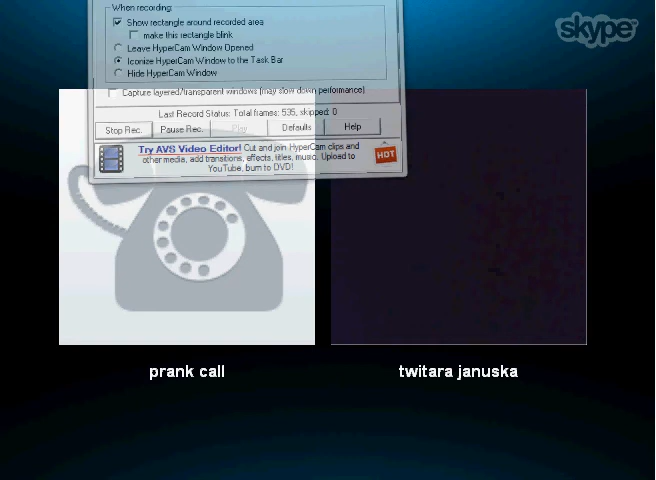 When recording:
skype™
Show rectangle around recorded area
make this rectangle blink
Leave HyperCam Window Opened
Iconize HyperCam Window to the Task Bar
Hide HyperCam Window
Capture layered/transparent windows (may slow down performance)
Last Record Status: Total frames: 535, skipped: 0
Stop Rec. Pause Rec. Play Defaults Help
Try AVS Video Editor! Cut and join HyperCam clips and
other media, add transitions, effects, titles, music. Upload to
YouTube, burn to DVD!
HOT
prank call
twitara januska